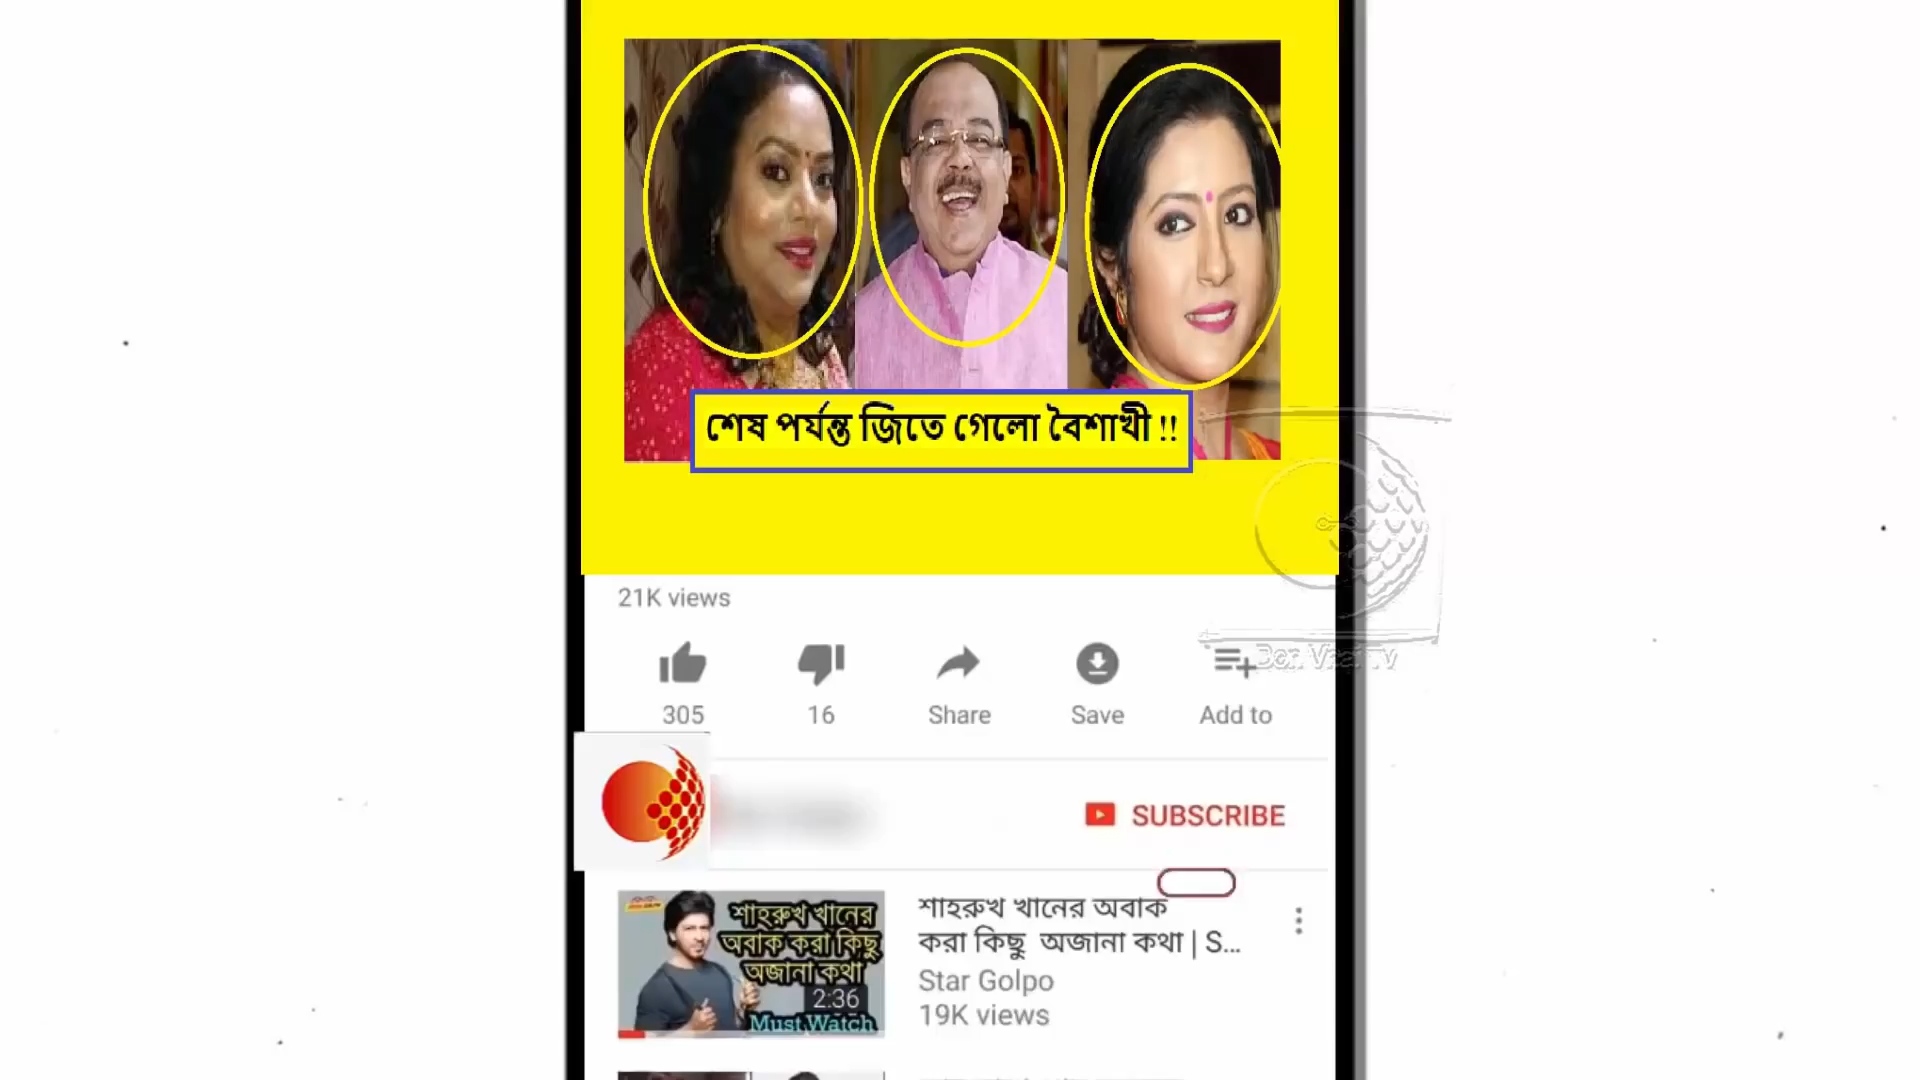 শেষ পর্যন্ত জিতে গেলো বৈশাখী !!
21K views
305
16
Share
Save
Add to
SUBSCRIBE
শাহরুখ খানের
অবাক করা কিছু
অজানা কথা
2:36
Must Watch
শাহরুখ খানের অবাক
করা কিছু অজানা কথা | S...
Star Golpo
19K views